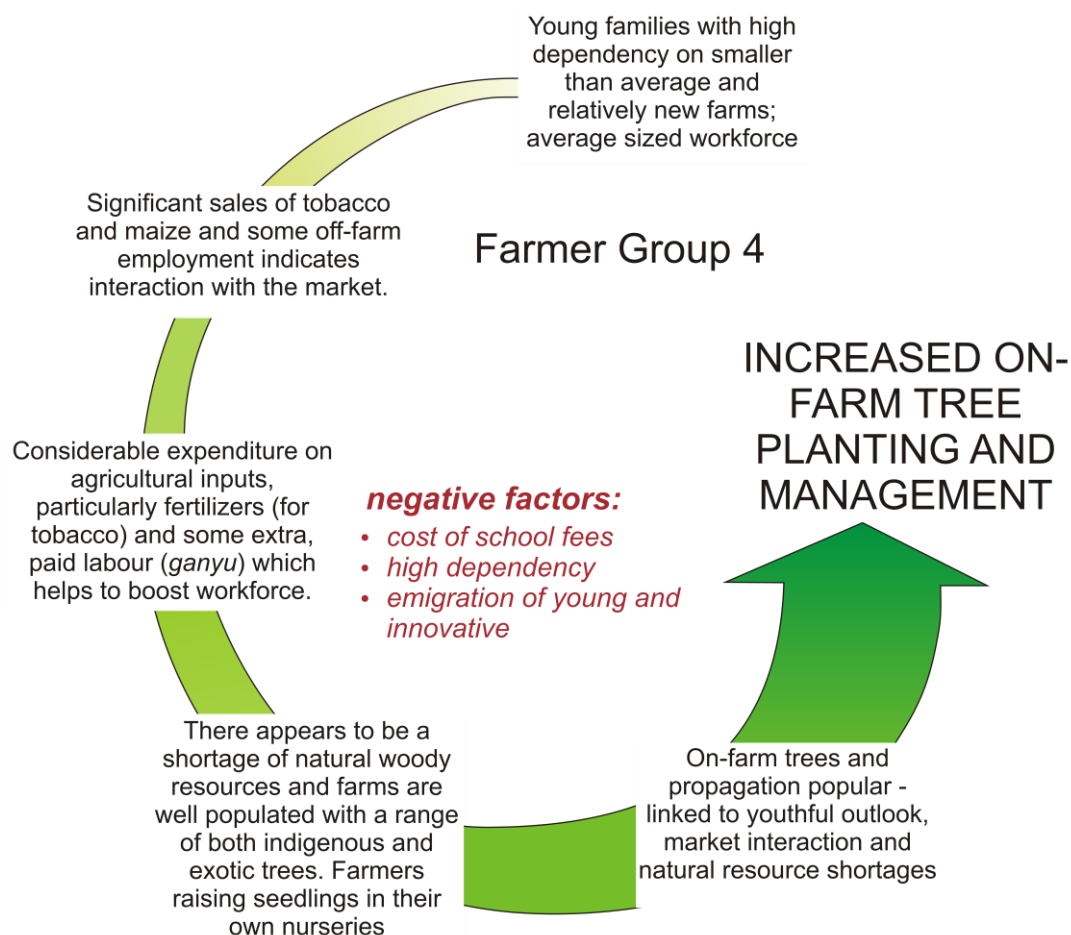 Young families with high
dependency on smaller
than average and
relatively new farms;
average sized workforce
Significant sales of tobacco
and maize and some off-farm
employment indicates
interaction with the market.
Farmer Group 4
Considerable expenditure on
agricultural inputs,
particularly fertilizers (for
tobacco) and some extra,
paid labour (ganyu) which
helps to boost workforce.
negative factors:
• cost of school fees
• high dependency
• emigration of young and
innovative
There appears to be a
shortage of natural woody
resources and farms are
well populated with a range
of both indigenous and
exotic trees. Farmers
raising seedlings in their
own nurseries
On-farm trees and
propagation popular -
linked to youthful outlook,
market interaction and
natural resource shortages
INCREASED ON-
FARM TREE
PLANTING AND
MANAGEMENT